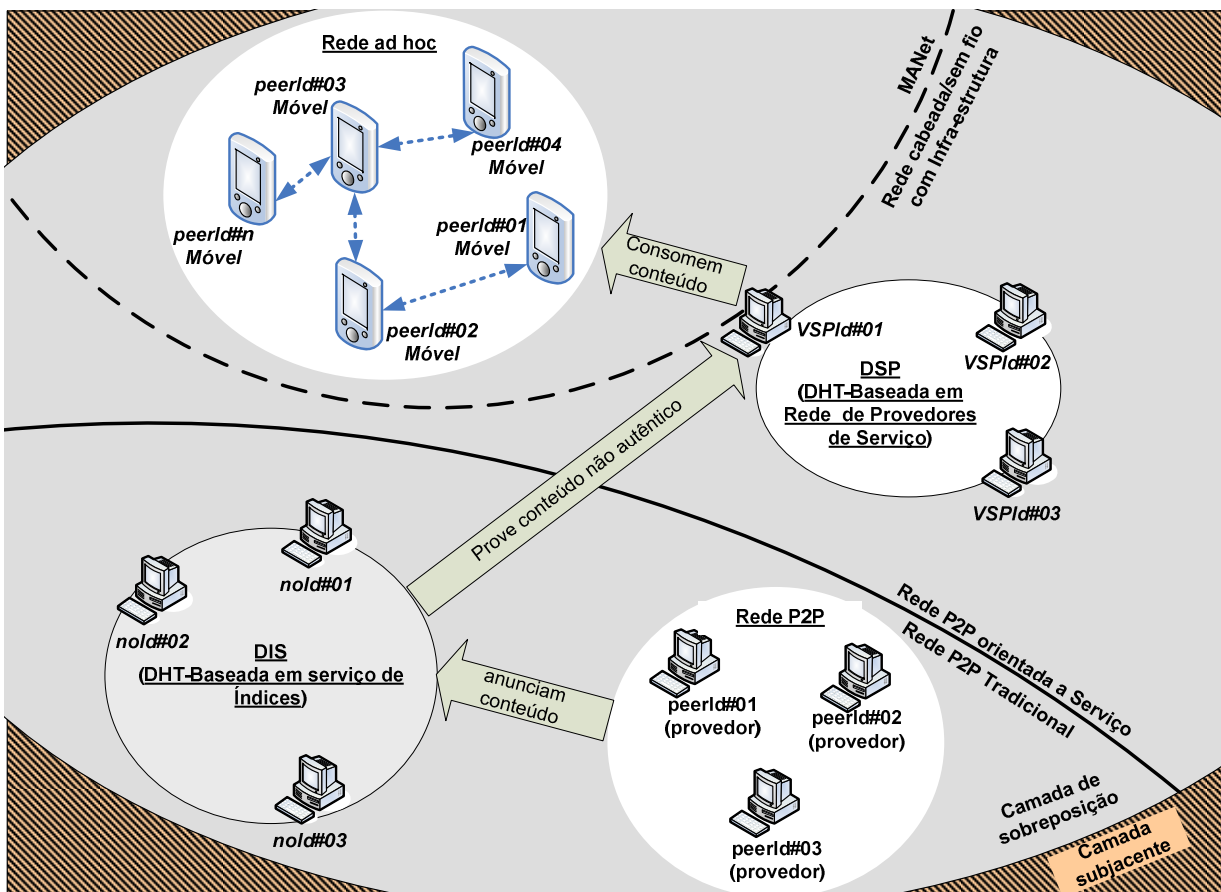 Rede ad hoc
peerId#03
Móvel
peerId#04
Móvel
peerId#n
Móvel
peerId#01
Móvel
peerId#02
Móvel
MANet
Rede cabeada/sem fio
com Infra-estrutura
Consomem
conteúdo
VSPId#01
VSPId#02
VSPId#03
DSP
(DHT-Baseada em
Rede de Provedores
de Serviço)
Prove conteúdo não autêntico
noId#01
noId#02
noId#03
DIS
(DHT-Baseada em serviço de
Índices)
anunciam
conteúdo
Rede P2P
peerId#01
(provedor)
peerId#02
(provedor)
peerId#03
(provedor)
Rede P2P orientada a Serviço
Rede P2P Tradicional
Camada de
sobreposição
Camada
subjacente